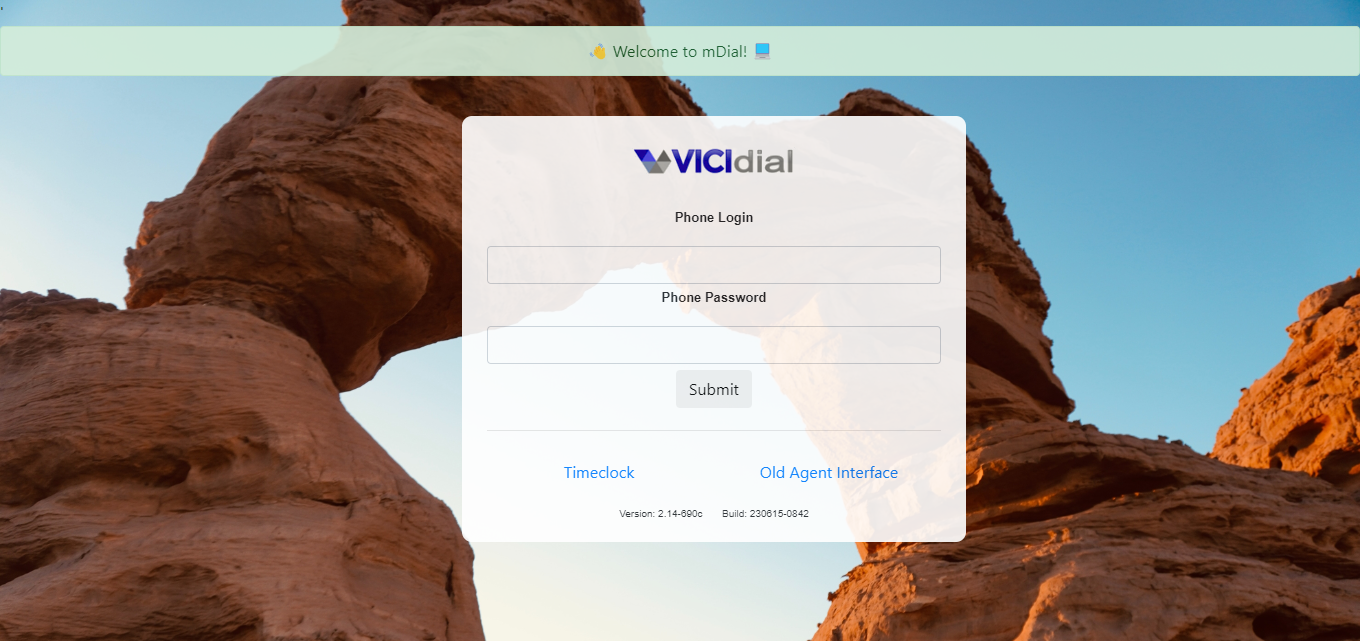 👋 Welcome to mDial! 💻
VICIdial
Phone Login
Phone Password
Submit
Timeclock Old Agent Interface
Version: 2.14-690c Build: 230615-0842